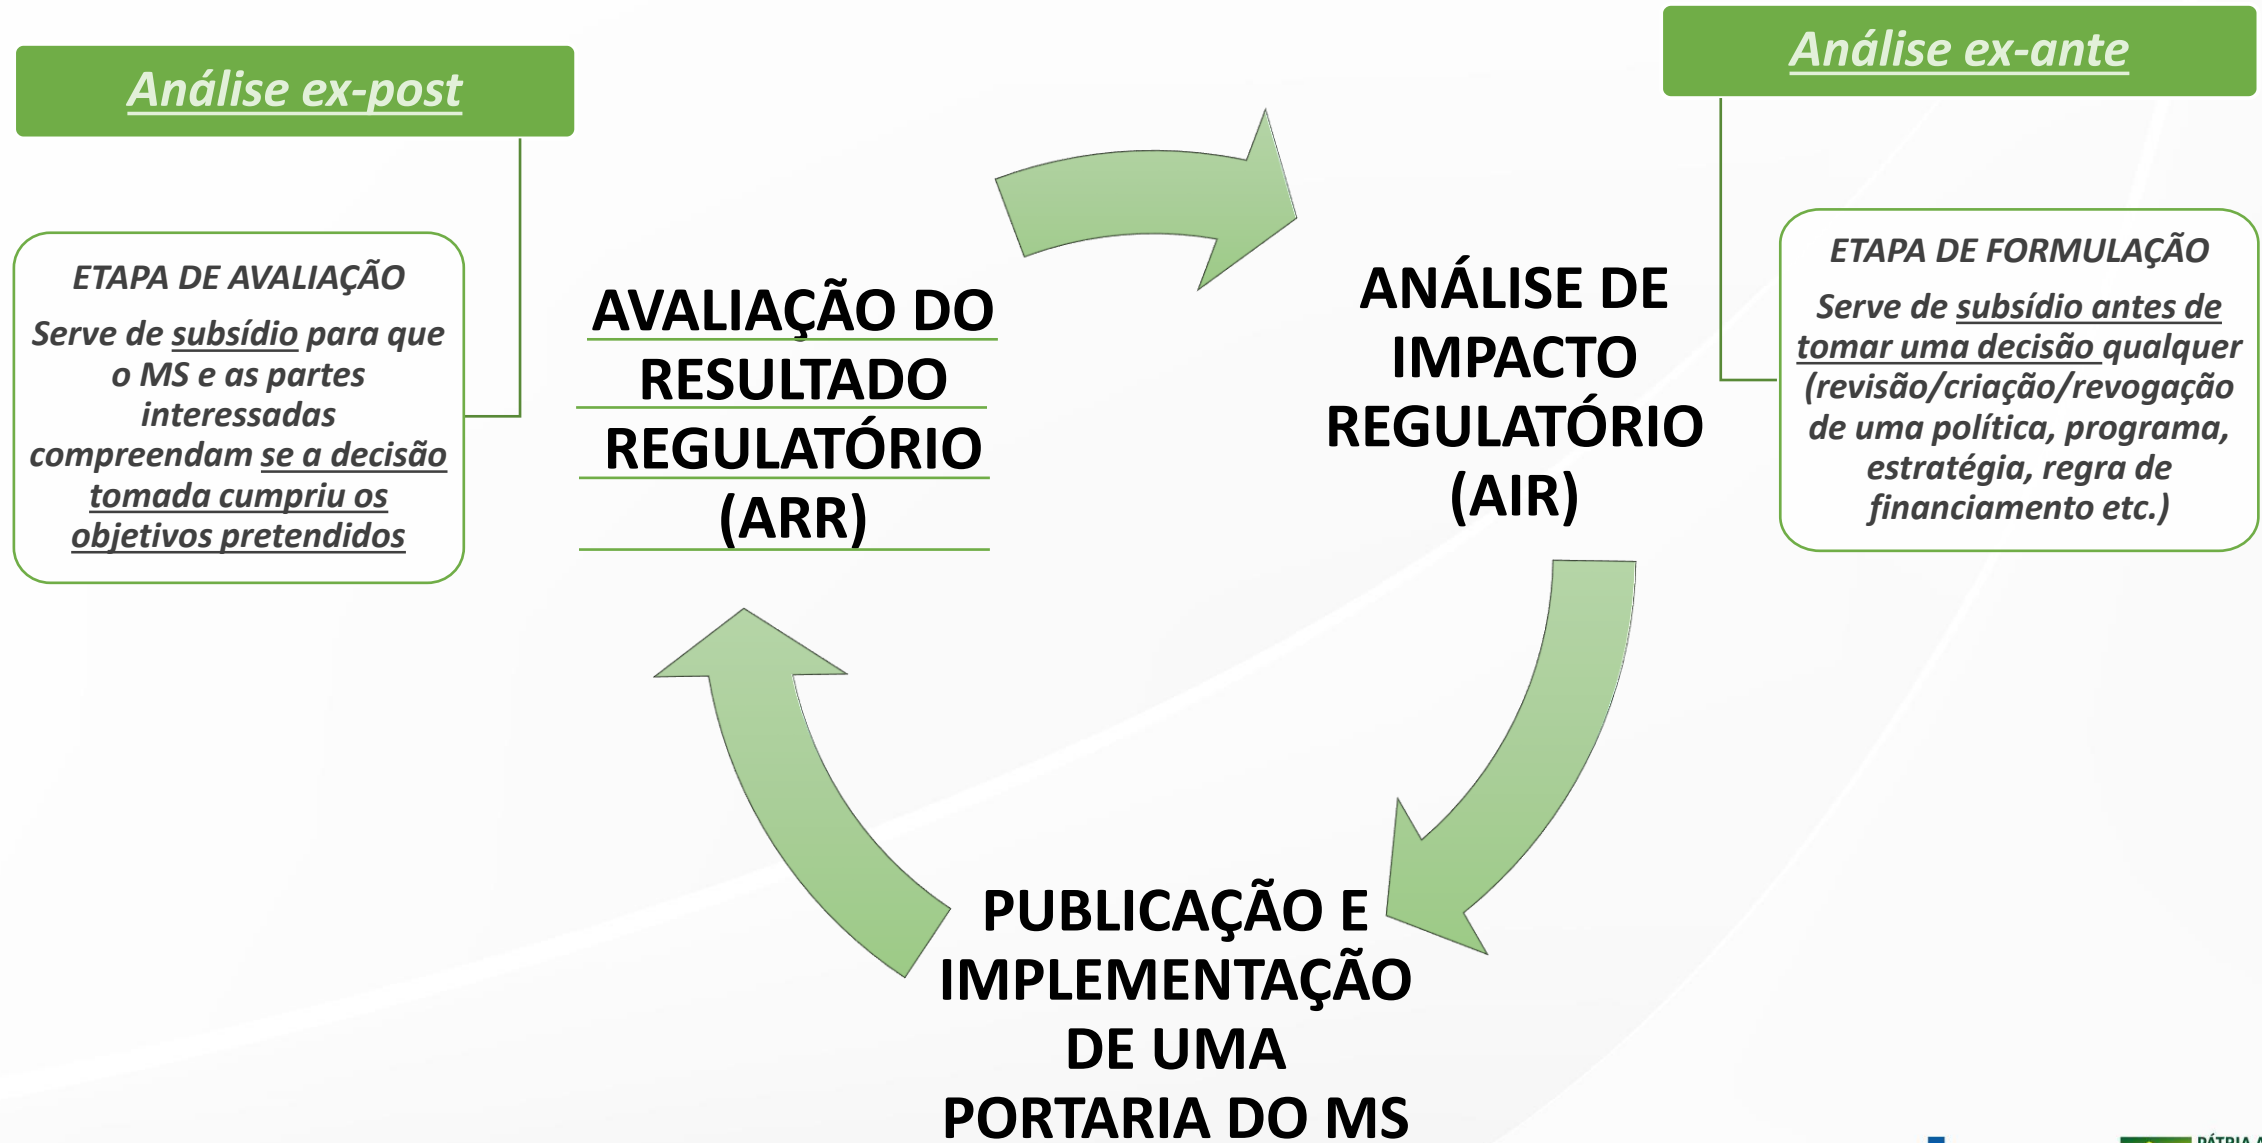 Análise ex-post
ETAPA DE AVALIAÇÃO
Serve de subsídio para que
o MS e as partes
interessadas
compreendam se a decisão
tomada cumpriu os
objetivos pretendidos
AVALIAÇÃO DO
RESULTADO
REGULATÓRIO
(ARR)
Análise ex-ante
ETAPA DE FORMULAÇÃO
Serve de subsídio antes de
tomar uma decisão qualquer
(revisão/criação/revogação
de uma política, programa,
estratégia, regra de
financiamento etc.)
ANÁLISE DE
IMPACTO
REGULATÓRIO
(AIR)
PUBLICAÇÃO E
IMPLEMENTAÇÃO
DE UMA
PORTARIA DO MS
PÁTRIA A